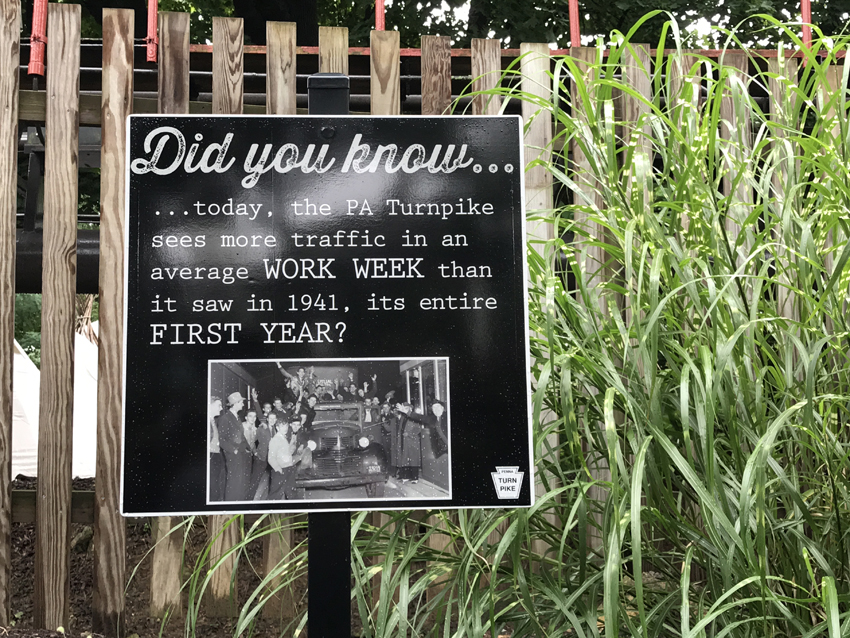 Did you know...
...today, the PA Turnpike
sees more traffic in an
average WORK WEEK than
it saw in 1941, its entire
FIRST YEAR?
PENNA
TURN
PIKE